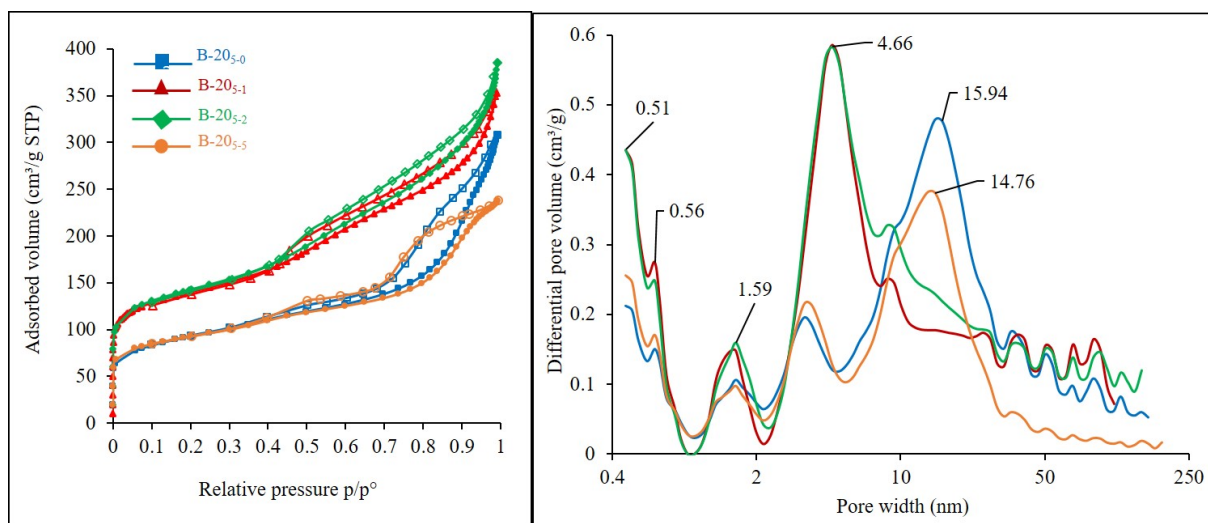 400
350
300
250
200
150
100
50
0
Adsorbed volume (cm³/g STP)
B-20₅₋₀
B-20₅₋₁
B-20₅₋₂
B-20₅₋₅
0 0.1 0.2 0.3 0.4 0.5 0.6 0.7 0.8 0.9 1
Relative pressure p/p°
0.6
0.5
0.4
0.3
0.2
0.1
0
Differential pore volume (cm³/g)
4.66
15.94
0.51
14.76
0.56
1.59
0.4 2 10 50 250
Pore width (nm)